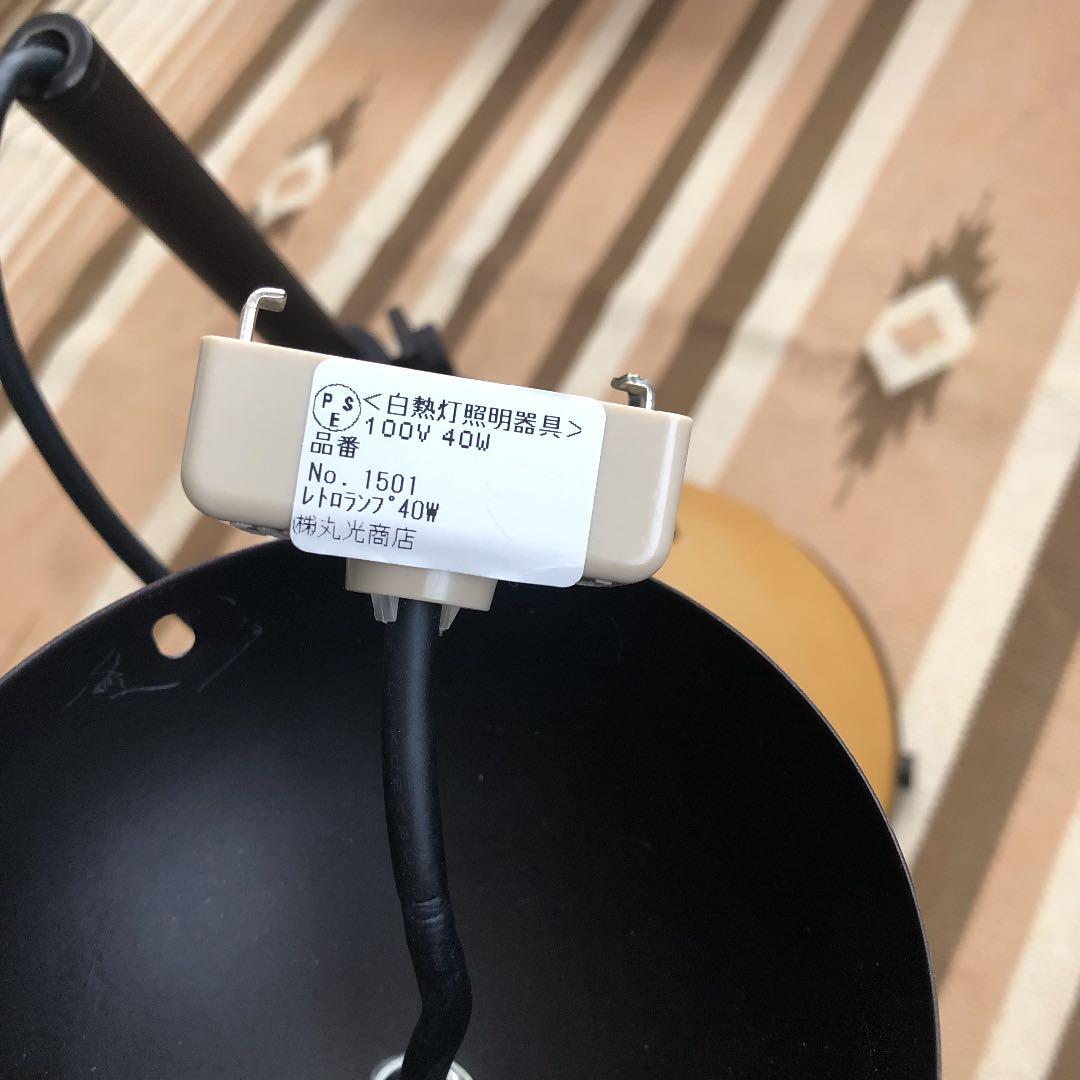 PSE
<白熱灯照明器具>
100V 40W
品番
No. 1501
ﾚﾄﾛﾗﾝﾌﾟ40W
㈱丸光商店